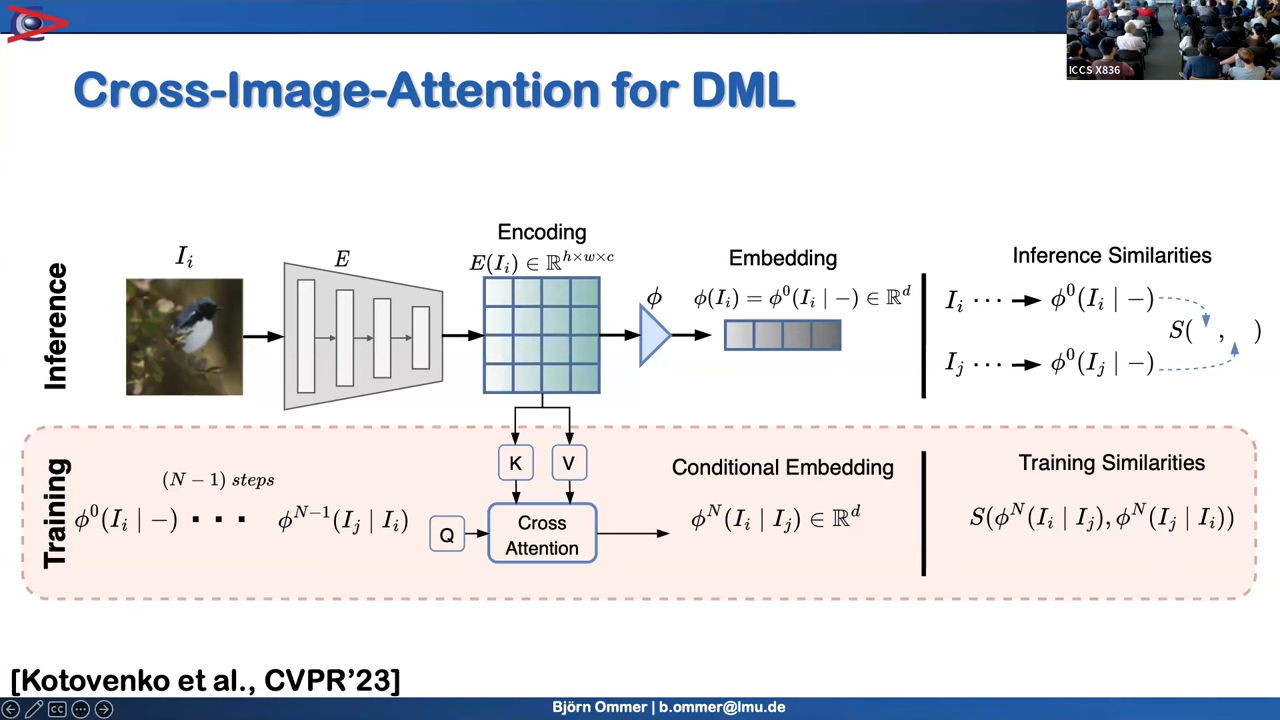 ICCS X836
Cross-Image-Attention for DML
Inference
I_i
E
Encoding
E(I_i) ∈ ℝ^{h×w×c}
ϕ
Embedding
ϕ(I_i) = ϕ^0(I_i | −) ∈ ℝ^d
Inference Similarities
I_i ··· → ϕ^0(I_i | −)
S( , )
I_j ··· → ϕ^0(I_j | −)
Training
(N − 1) steps
ϕ^0(I_i | −) ··· ϕ^{N−1}(I_j | I_i)
Q
K
V
Cross
Attention
Conditional Embedding
ϕ^N(I_i | I_j) ∈ ℝ^d
Training Similarities
S(ϕ^N(I_i | I_j), ϕ^N(I_j | I_i))
[Kotovenko et al., CVPR’23]
CC
Björn Ommer | b.ommer@lmu.de